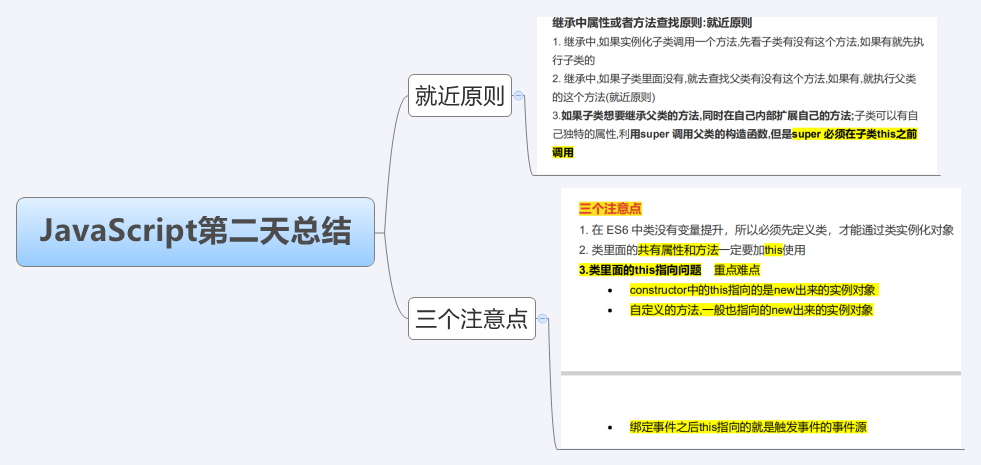 JavaScript第二天总结
就近原则
继承中属性或者方法查找原则:就近原则
1. 继承中,如果实例化子类调用一个方法,先看子类有没有这个方法,如果有就先执
行子类的
2. 继承中,如果子类里面没有,就去查找父类有没有这个方法,如果有,就执行父类
的这个方法(就近原则)
3.如果子类想要继承父类的方法,同时在自己内部扩展自己的方法;子类可以有自
己独特的属性,利用super 调用父类的构造函数,但是super 必须在子类this之前
调用
三个注意点
三个注意点
1. 在 ES6 中类没有变量提升，所以必须先定义类，才能通过类实例化对象
2. 类里面的共有属性和方法一定要加this使用
3.类里面的this指向问题 重点难点
• constructor中的this指向的是new出来的实例对象
• 自定义的方法,一般也指向的new出来的实例对象
• 绑定事件之后this指向的就是触发事件的事件源